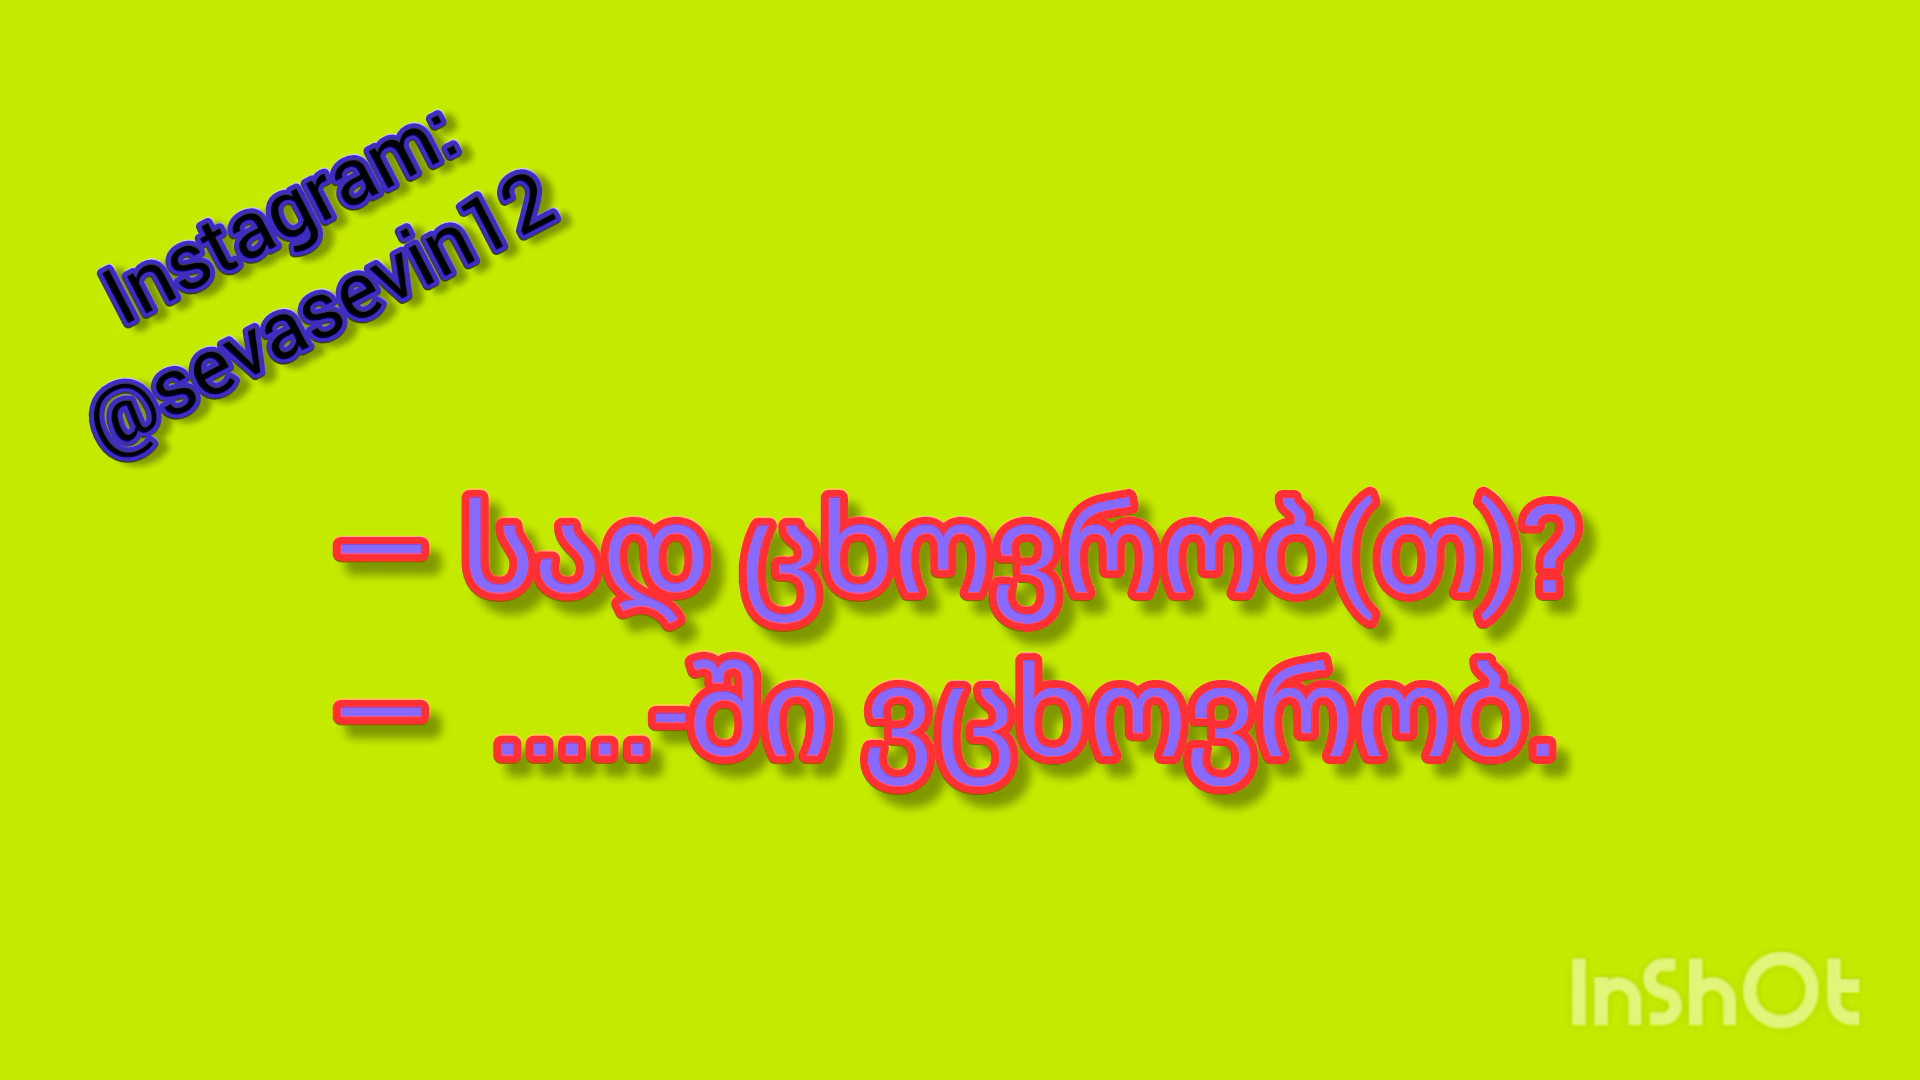 Instagram:
@sevasevin12
— სად ცხოვრობ(თ)?
— .....-ში ვცხოვრობ.
InShOt